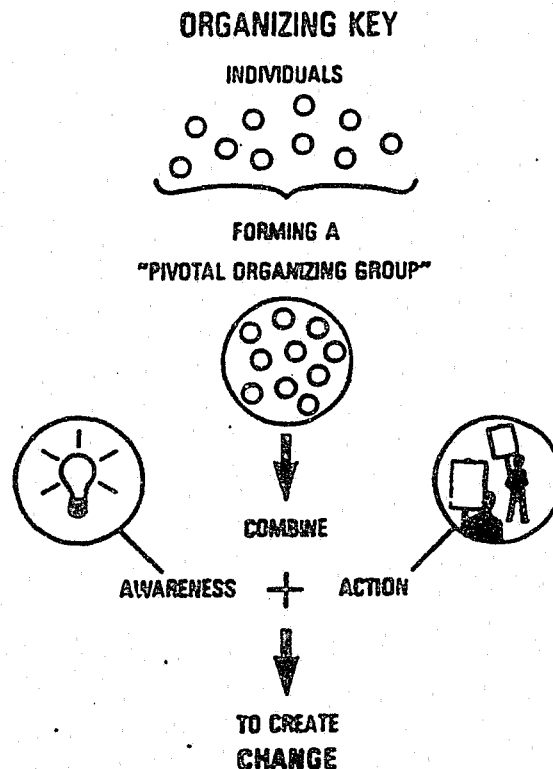 ORGANIZING KEY
INDIVIDUALS
FORMING A
"PIVOTAL ORGANIZING GROUP"
COMBINE
AWARENESS + ACTION
TO CREATE
CHANGE